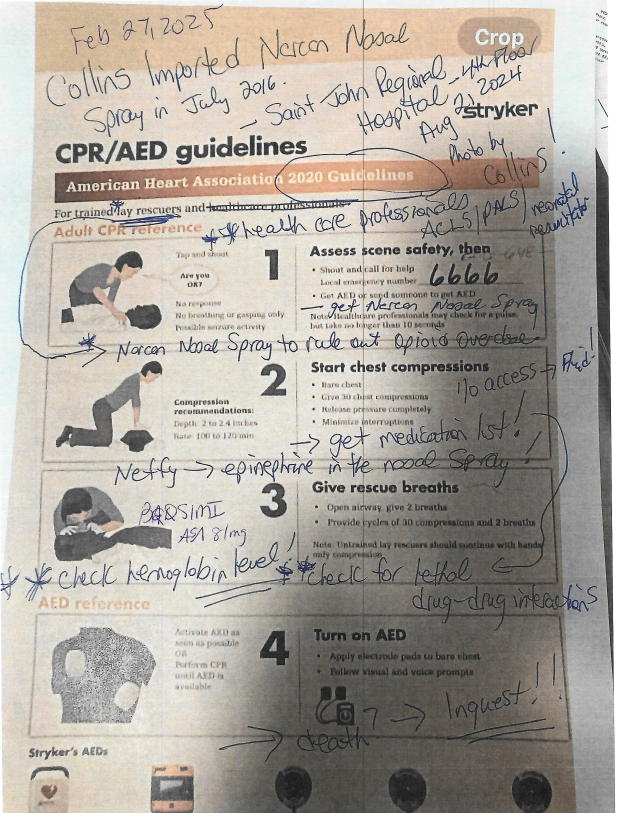 Feb 27, 2025
Crop
Collins Imported Narcan Nasal
Spray in July 2016.
– Saint John Regional
Hospital – 4th Floor
Aug 21, 2024
stryker
Photo by
Collins!
CPR/AED guidelines
American Heart Association 2020 Guidelines
For trained lay rescuers and healthcare professionals.
** health care professionals
ACLS/PALS/neonatal
Adult CPR reference
Tap and shout
Are you
OK?
No response
No breathing or gasping only
Possible seizure activity
1
Assess scene safety, then
• Shout and call for help
Local emergency number 6666
• Get AED or send someone to get AED
→ get Narcan Nasal Spray
Note: Healthcare professionals may check for a pulse,
but take no longer than 10 seconds
* → Narcan Nasal Spray to rule out opioid overdose
Compression
recommendations:
Depth: 2 to 2.4 inches
Rate: 100 to 120/min
2
Start chest compressions
• Bare chest
• Give 30 chest compressions
• Release pressure completely
• Minimize interruptions
access →
→ get medication list!
Neffy → epinephrine in the nasal spray!
BAQSIMI
3
Give rescue breaths
• Open airway, give 2 breaths
• Provide cycles of 30 compressions and 2 breaths
Note: Untrained lay rescuers should continue with hands
only compression
** check hemoglobin level!
** check for lethal
drug-drug interactions
AED reference
Activate AED as
soon as possible
OR
Perform CPR
until AED is
available
4
Turn on AED
• Apply electrode pads to bare chest
• Follow visual and voice prompts
→ death → Inquest!!
Stryker's AEDs